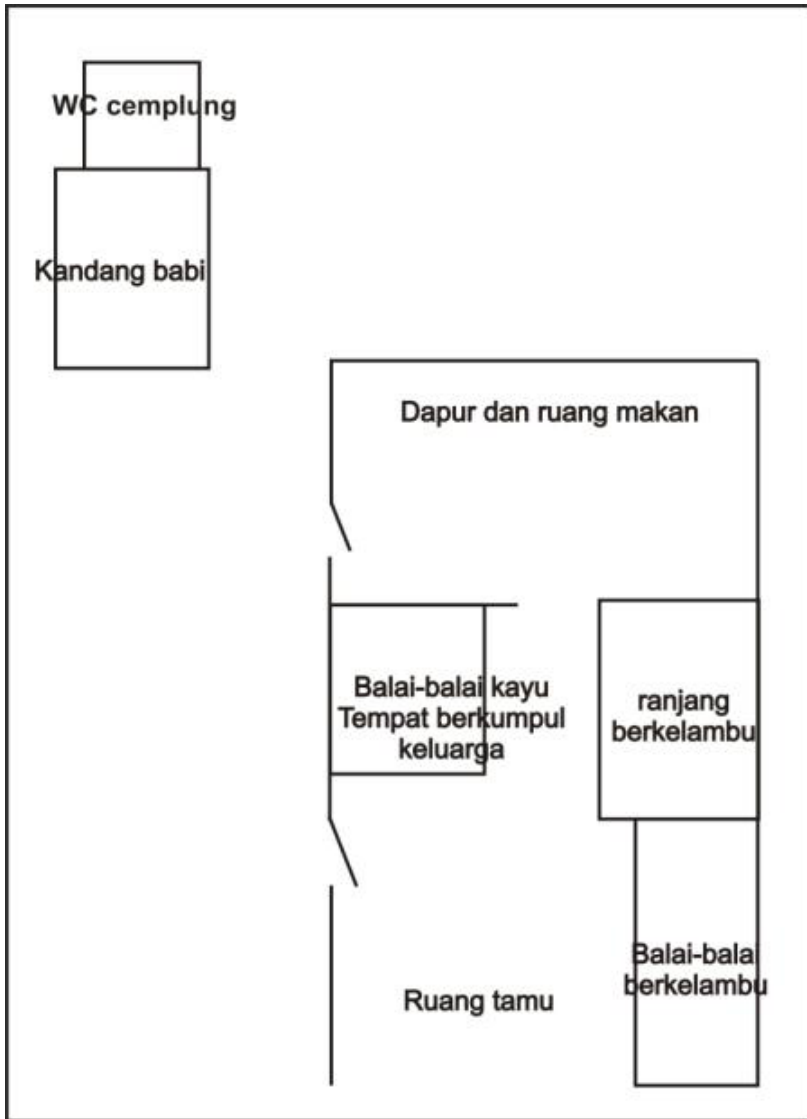 WC cemplung
Kandang babi
Dapur dan ruang makan
Balai-balai kayu
Tempat berkumpul
keluarga
ranjang
berkelambu
Balai-balai
berkelambu
Ruang tamu